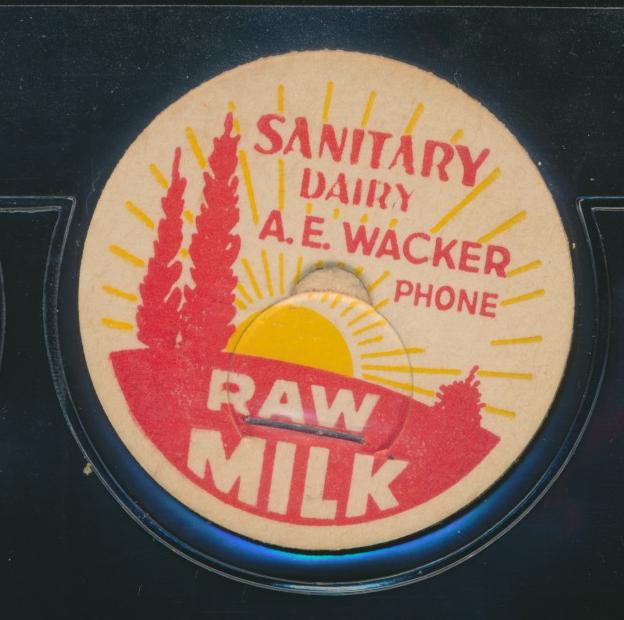 SANITARY
DAIRY
A. E. WACKER
PHONE
RAW
MILK